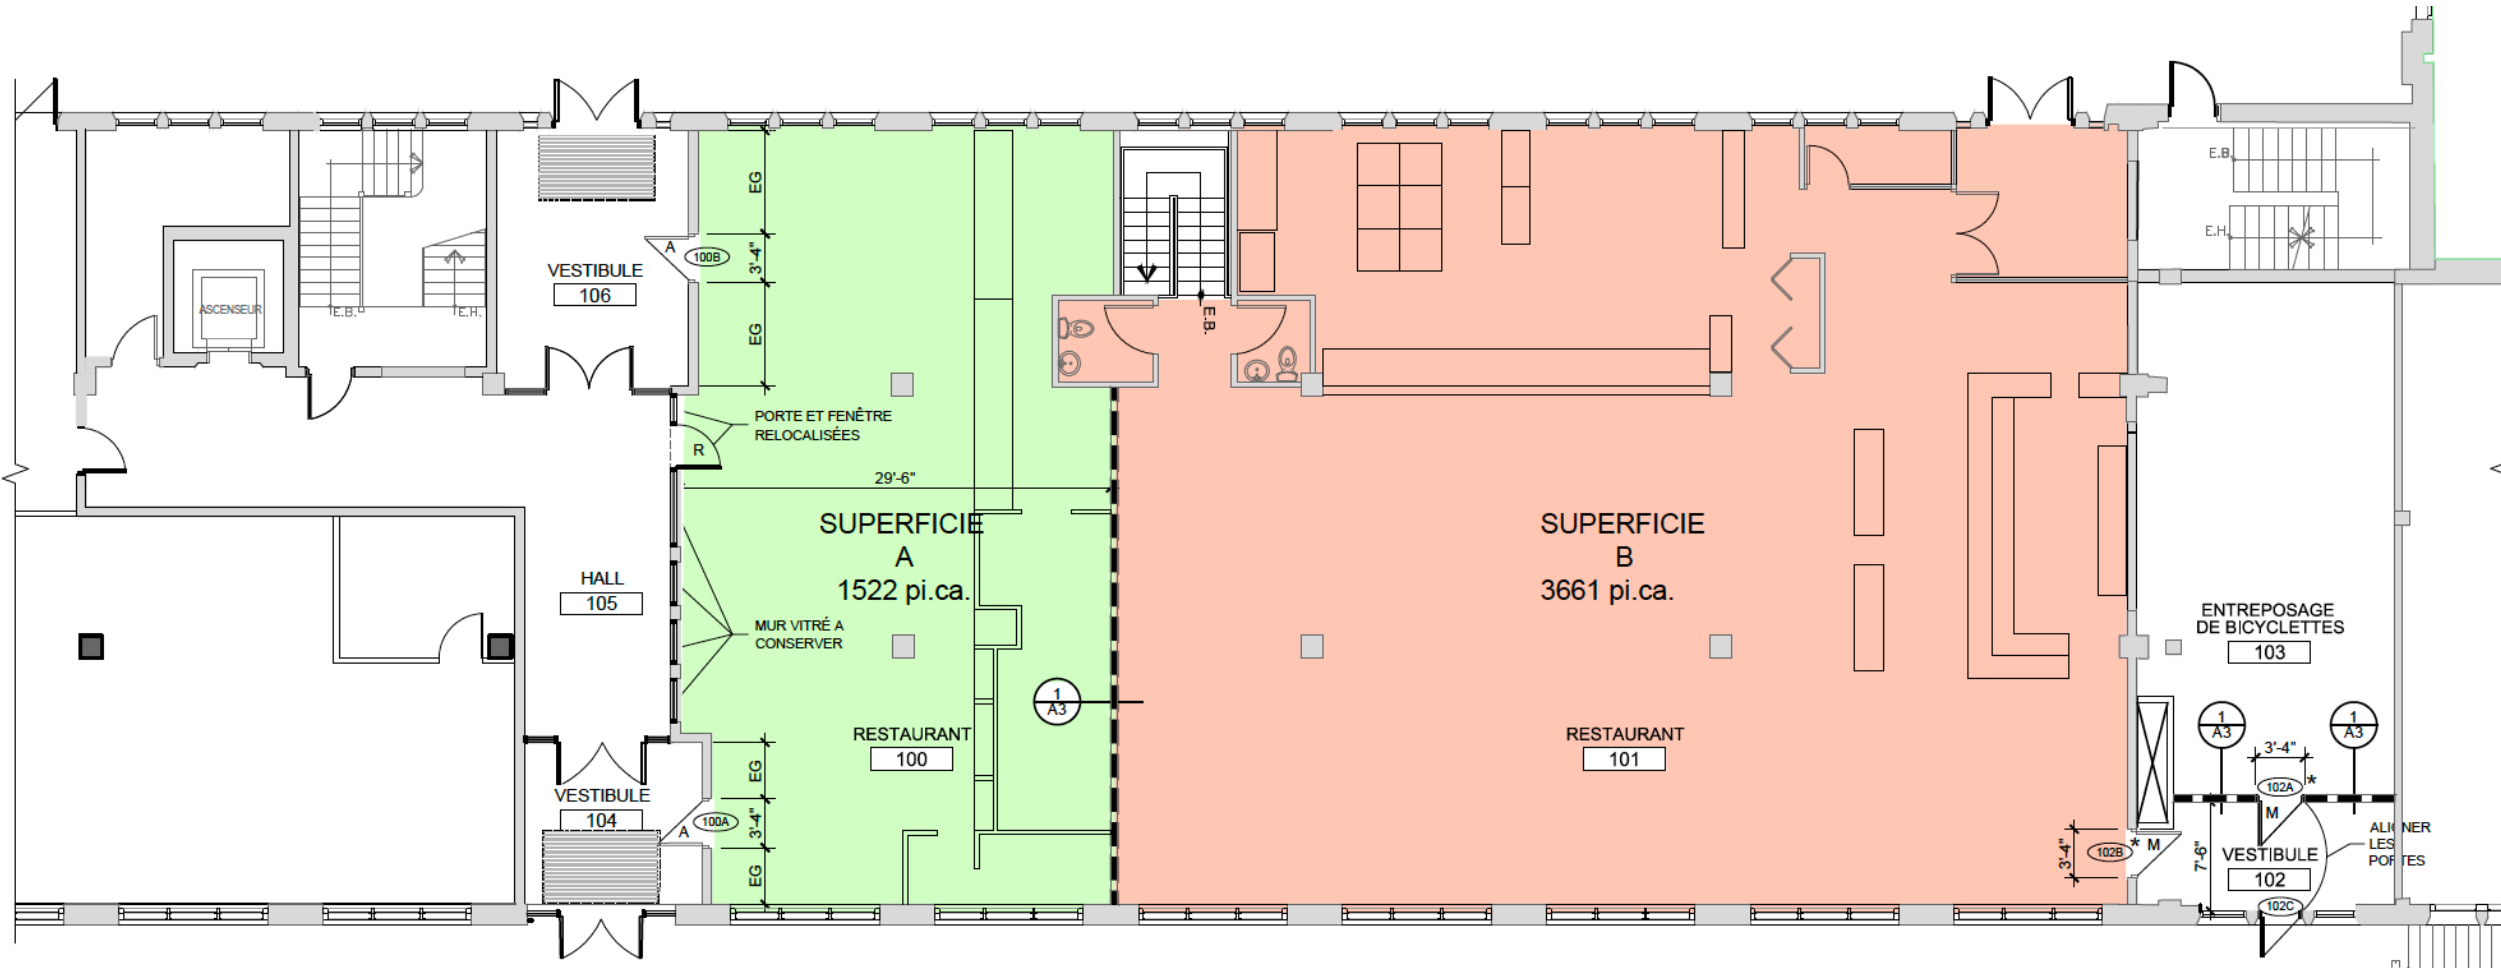 EG
3'-4"
EG
A
100B
VESTIBULE
106
ASCENSEUR
E.B.
E.H.
E.B.
E.B.
E.H.
PORTE ET FENÊTRE
RELOCALISÉES
R
29'-6"
SUPERFICIE
A
1522 pi.ca.
SUPERFICIE
B
3661 pi.ca.
HALL
105
MUR VITRÉ A
CONSERVER
ENTREPOSAGE
DE BICYCLETTES
103
1
A3
RESTAURANT
100
RESTAURANT
101
1
A3
1
A3
3'-4"
102A *
M
EG
3'-4"
EG
VESTIBULE
104
A
100A
3'-4"
102B * M
7'-6"
VESTIBULE
102
102C
ALIGNER
LES
PORTES